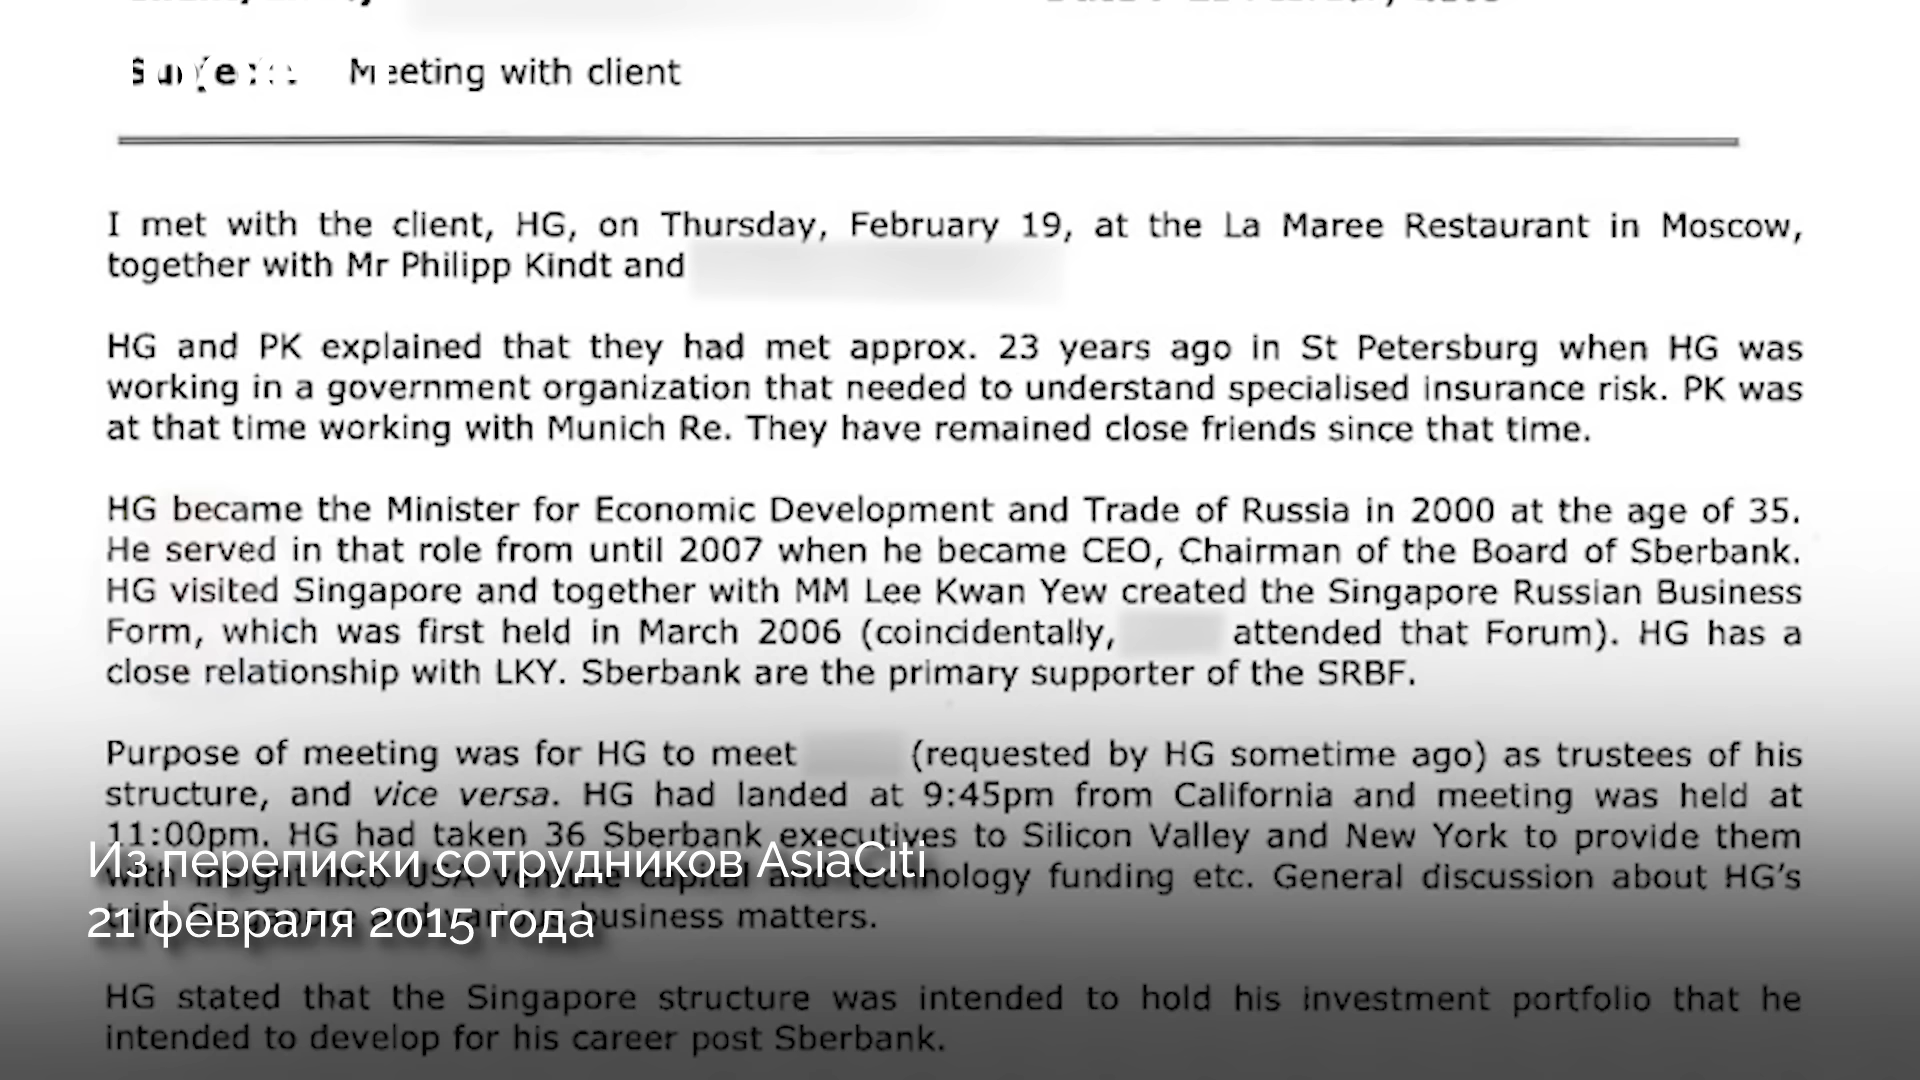 Meeting with client
I met with the client, HG, on Thursday, February 19, at the La Maree Restaurant in Moscow,
together with Mr Philipp Kindt and
HG and PK explained that they had met approx. 23 years ago in St Petersburg when HG was
working in a government organization that needed to understand specialised insurance risk. PK was
at that time working with Munich Re. They have remained close friends since that time.
HG became the Minister for Economic Development and Trade of Russia in 2000 at the age of 35.
He served in that role from until 2007 when he became CEO, Chairman of the Board of Sberbank.
HG visited Singapore and together with MM Lee Kwan Yew created the Singapore Russian Business
Form, which was first held in March 2006 (coincidentally, attended that Forum). HG has a
close relationship with LKY. Sberbank are the primary supporter of the SRBF.
Purpose of meeting was for HG to meet (requested by HG sometime ago) as trustees of his
structure, and vice versa. HG had landed at 9:45pm from California and meeting was held at
11:00pm. HG had taken 36 Sberbank executives to Silicon Valley and New York to provide them
with insight into USA venture capital and technology funding etc. General discussion about HG's
business matters.
HG stated that the Singapore structure was intended to hold his investment portfolio that he
intended to develop for his career post Sberbank.
Из переписки сотрудников AsiaCiti
21 февраля 2015 года